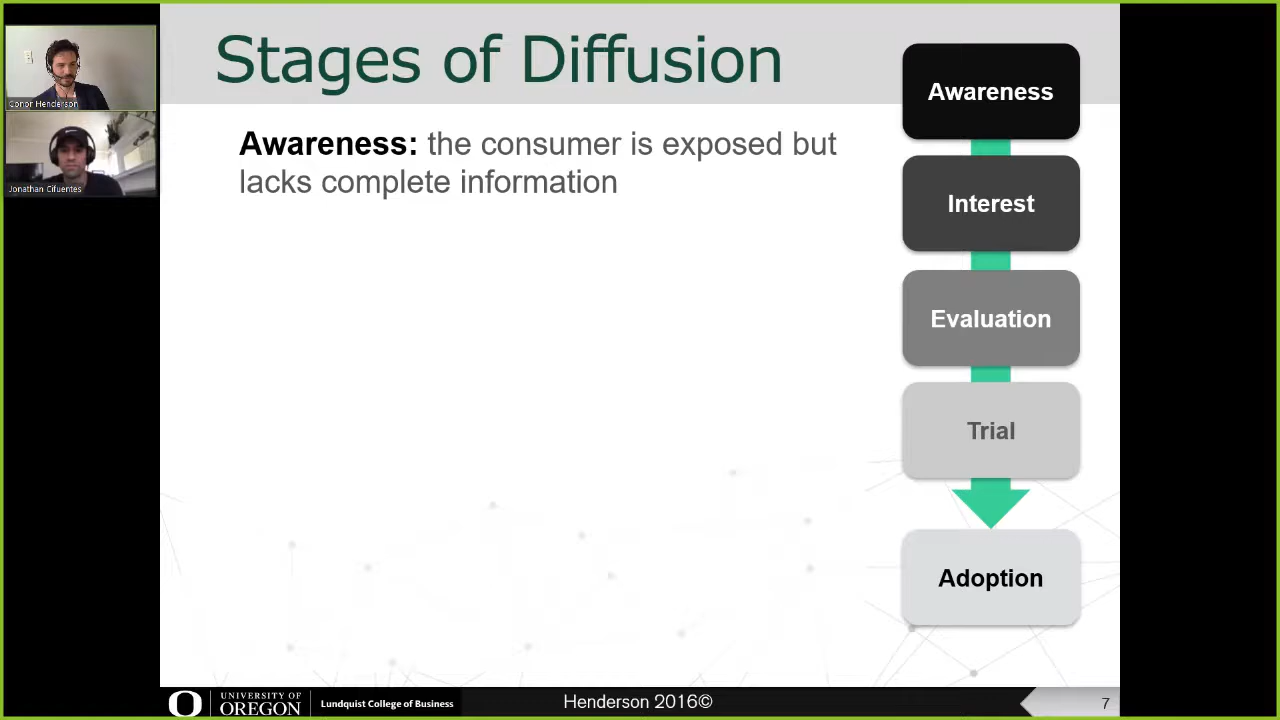 Conor Henderson
Jonathan Cifuentes
Stages of Diffusion
Awareness: the consumer is exposed but
lacks complete information
Awareness
Interest
Evaluation
Trial
Adoption
O
UNIVERSITY OF
OREGON
Lundquist College of Business
Henderson 2016©
7